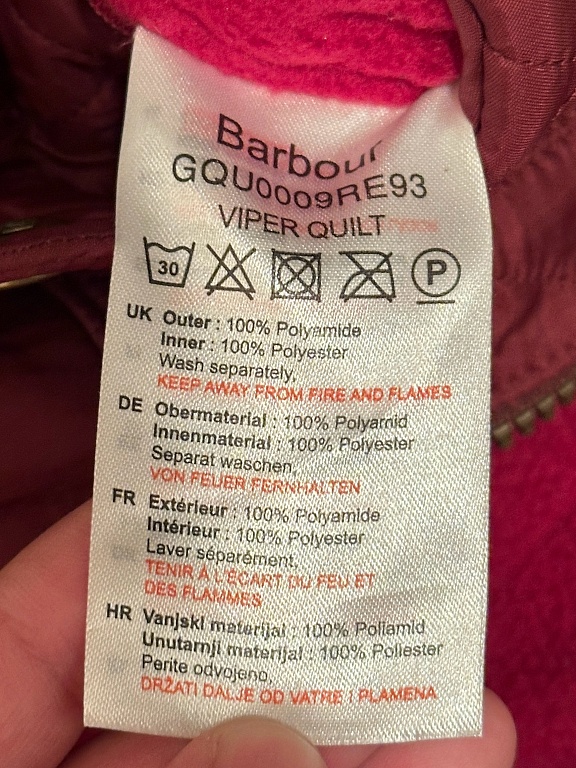 Barbour
GQU0009RE93
VIPER QUILT
30 P
UK Outer : 100% Polyamide
Inner : 100% Polyester
Wash separately,
KEEP AWAY FROM FIRE AND FLAMES
DE Obermaterial : 100% Polyamid
Innenmaterial : 100% Polyester
Separat waschen,
VON FEUER FERNHALTEN
FR Extérieur : 100% Polyamide
Intérieur : 100% Polyester
Laver séparément,
TENIR À L'ÉCART DU FEU ET
DES FLAMMES
HR Vanjski materijal : 100% Poliamid
Unutarnji materijal : 100% Poliester
Perite odvojeno,
DRŽATI DALJE OD VATRE I PLAMENA